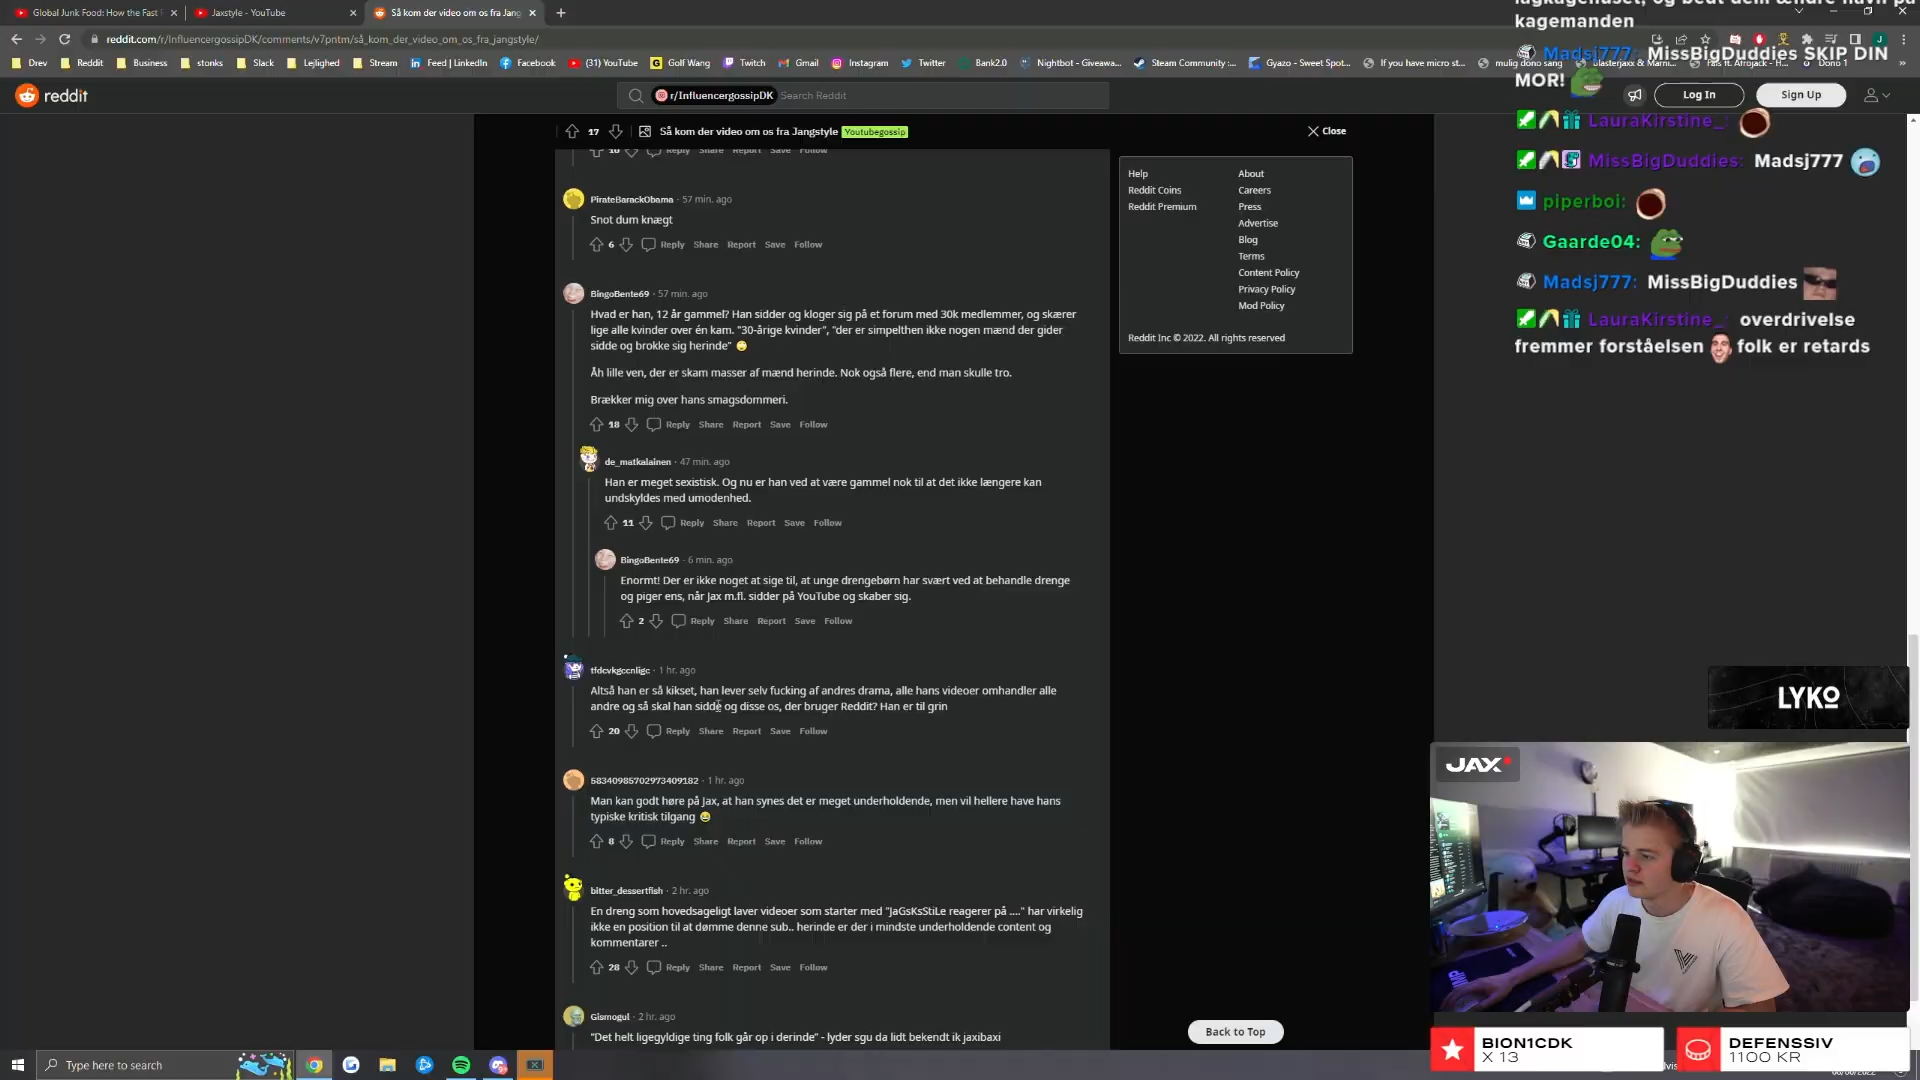 Global Junk Food: How the Fast
Jaxstyle - YouTube
Så kom der video om os fra Jang
reddit.com/r/InfluencergossipDK/comments/v7pntm/så_kom_der_video_om_os_fra_jangstyle/
Drev
Reddit
Business
stonks
Slack
Lejlighed
Stream
Feed | LinkedIn
Facebook
(31) YouTube
Golf Wang
Twitch
Gmail
Instagram
Twitter
Bank2.0
Nightbot - Giveawa...
Steam Community :...
Gyazo - Sweet Spot...
If you have micro st...
mulig dono sang
reddit
r/InfluencergossipDK
Search Reddit
Log In
Sign Up
17
Så kom der video om os fra Jangstyle
Youtubegossip
Close
10 Reply Share Report Save Follow
PirateBarackObama · 57 min. ago
Snot dum knægt
6 Reply Share Report Save Follow
BingoBente69 · 57 min. ago
Hvad er han, 12 år gammel? Han sidder og kloger sig på et forum med 30k medlemmer, og skærer
lige alle kvinder over én kam. "30-årige kvinder", "der er simpelthen ikke nogen mænd der gider
sidde og brokke sig herinde" 🙄
Åh lille ven, der er skam masser af mænd herinde. Nok også flere, end man skulle tro.
Brækker mig over hans smagsdommeri.
18 Reply Share Report Save Follow
de_matkalainen · 47 min. ago
Han er meget sexistisk. Og nu er han ved at være gammel nok til at det ikke længere kan
undskyldes med umodenhed.
11 Reply Share Report Save Follow
BingoBente69 · 6 min. ago
Enormt! Der er ikke noget at sige til, at unge drengebørn har svært ved at behandle drenge
og piger ens, når Jax m.fl. sidder på YouTube og skaber sig.
2 Reply Share Report Save Follow
tfdcvkgccnligc · 1 hr. ago
Altså han er så kikset, han lever selv fucking af andres drama, alle hans videoer omhandler alle
andre og så skal han sidde og disse os, der bruger Reddit? Han er til grin
20 Reply Share Report Save Follow
58340985702973409182 · 1 hr. ago
Man kan godt høre på Jax, at han synes det er meget underholdende, men vil hellere have hans
typiske kritisk tilgang 😂
8 Reply Share Report Save Follow
bitter_dessertfish · 2 hr. ago
En dreng som hovedsageligt laver videoer som starter med "JaGsKsStiLe reagerer på ...." har virkelig
ikke en position til at dømme denne sub.. herinde er der i mindste underholdende content og
kommentarer ..
28 Reply Share Report Save Follow
Gismogul · 2 hr. ago
"Det helt ligegyldige ting folk går op i derinde" - lyder sgu da lidt bekendt ik jaxibaxi
Help
Reddit Coins
Reddit Premium
About
Careers
Press
Advertise
Blog
Terms
Content Policy
Privacy Policy
Mod Policy
Reddit Inc © 2022. All rights reserved
Back to Top
kagemanden
Madsj777: MissBigDuddies SKIP DIN
MOR!
LauraKirstine_:
MissBigDuddies: Madsj777
piperboi:
Gaarde04:
Madsj777: MissBigDuddies
LauraKirstine_: overdrivelse
fremmer forståelsen folk er retards
LYKO
JAX
BION1CDK
X 13
DEFENSSIV
1100 KR
Type here to search